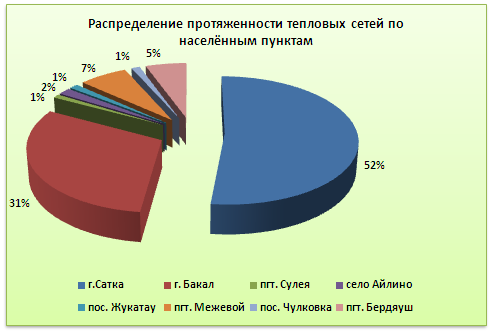 Распределение протяженности тепловых сетей по
населённым пунктам
5%
1%
7%
1%
2%
1%
52%
31%
г.Сатка г. Бакал пгт. Сулея село Айлино
пос. Жукатау пгт. Межевой пос. Чулковка пгт. Бердяуш